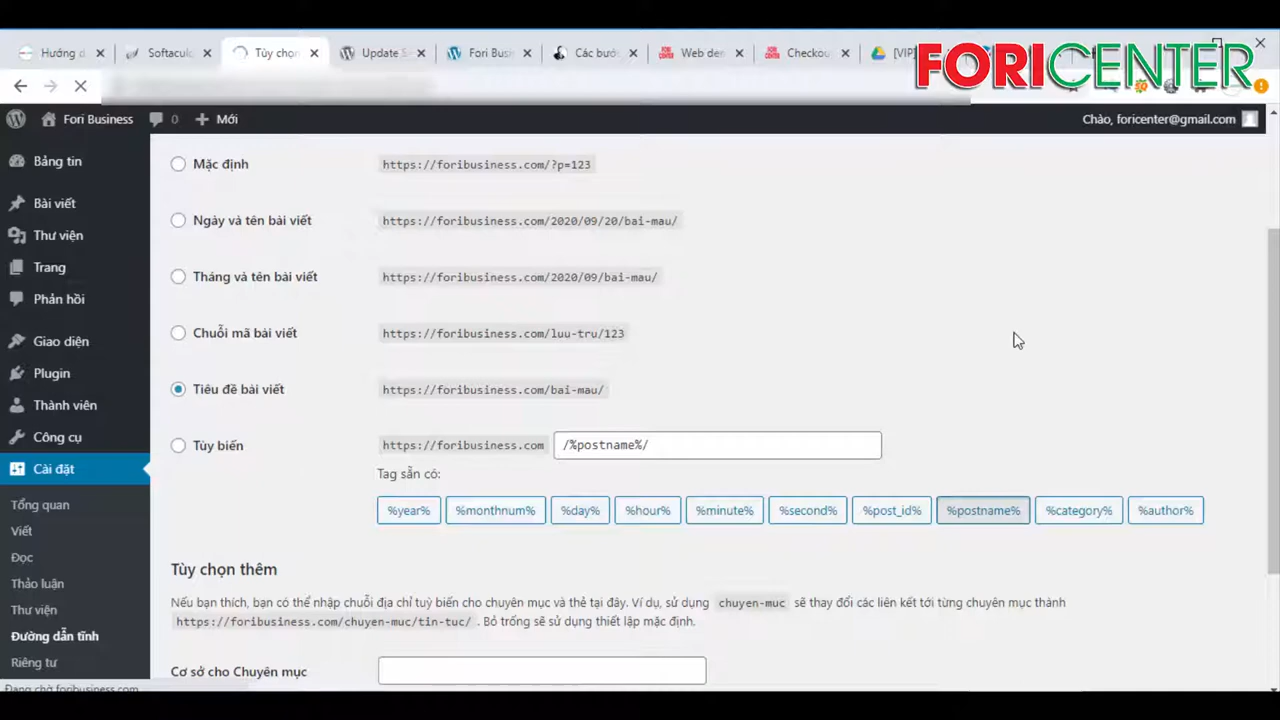 FORICENTER
Hướng d
Softacul
Tùy chọn
Update S
Fori Busin
Các bướ
Web den
Checkou
[VIP]
Fori Business
0
Mới
Chào, foricenter@gmail.com
Bảng tin
Bài viết
Thư viện
Trang
Phản hồi
Giao diện
Plugin
Thành viên
Công cụ
Cài đặt
Tổng quan
Viết
Đọc
Thảo luận
Thư viện
Đường dẫn tĩnh
Riêng tư
Đang chờ foribusiness.com
Mặc định https://foribusiness.com/?p=123
Ngày và tên bài viết https://foribusiness.com/2020/09/20/bai-mau/
Tháng và tên bài viết https://foribusiness.com/2020/09/bai-mau/
Chuỗi mã bài viết https://foribusiness.com/luu-tru/123
Tiêu đề bài viết https://foribusiness.com/bai-mau/
Tùy biến https://foribusiness.com /%postname%/
Tag sẵn có:
%year% %monthnum% %day% %hour% %minute% %second% %post_id% %postname% %category% %author%
Tùy chọn thêm
Nếu bạn thích, bạn có thể nhập chuỗi địa chỉ tuỳ biến cho chuyên mục và thẻ tại đây. Ví dụ, sử dụng chuyen-muc sẽ thay đổi các liên kết tới từng chuyên mục thành
https://foribusiness.com/chuyen-muc/tin-tuc/ . Bỏ trống sẽ sử dụng thiết lập mặc định.
Cơ sở cho Chuyên mục